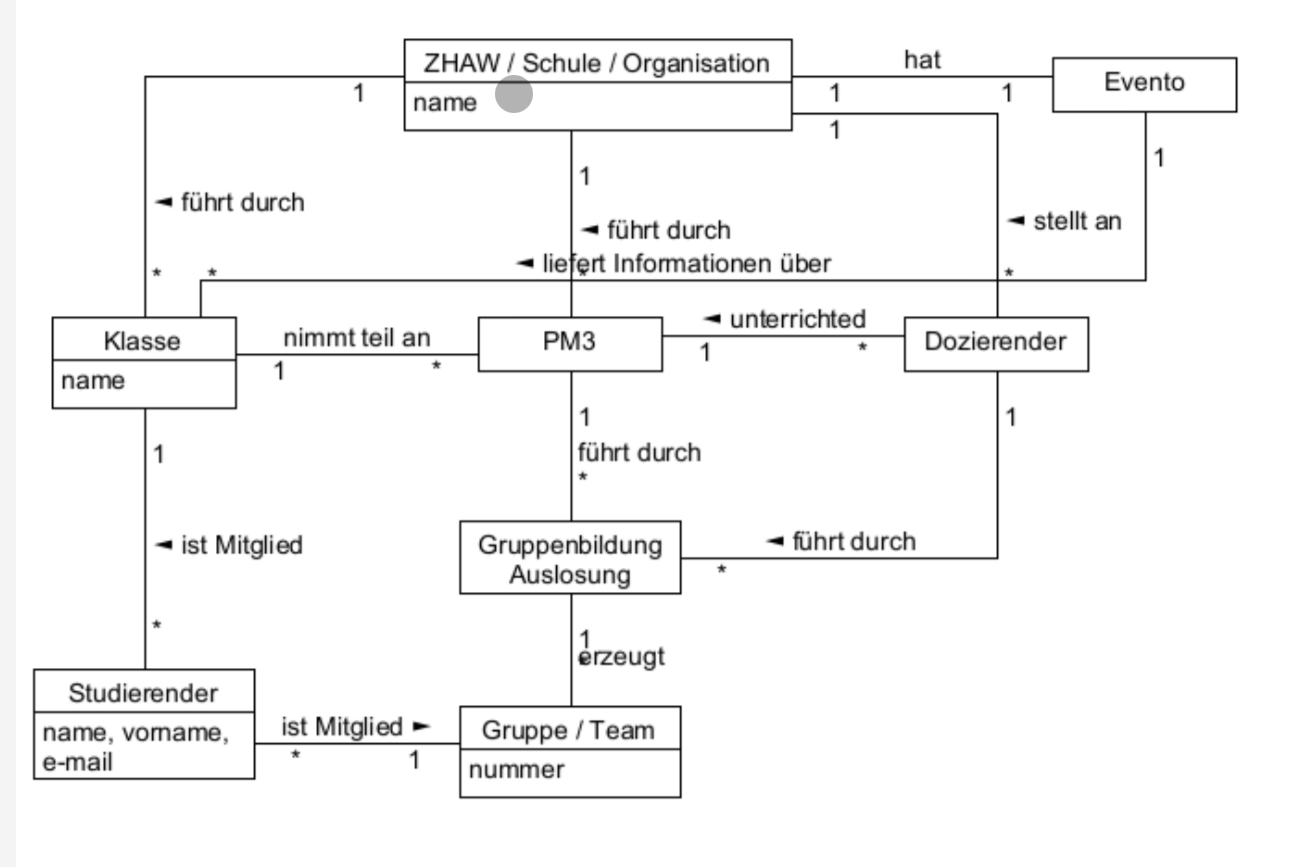 ZHAW / Schule / Organisation
name
hat
Evento
1
1
1
1
1
1
◄ führt durch
◄ führt durch
◄ stellt an
◄ liefert Informationen über
*
*
*
*
Klasse
name
nimmt teil an
1
*
PM3
◄ unterrichted
1
*
Dozierender
1
1
1
führt durch
*
◄ ist Mitglied
*
Gruppenbildung
Auslosung
◄ führt durch
*
1
erzeugt
*
Studierender
name, vorname,
e-mail
ist Mitglied ►
*
1
Gruppe / Team
nummer